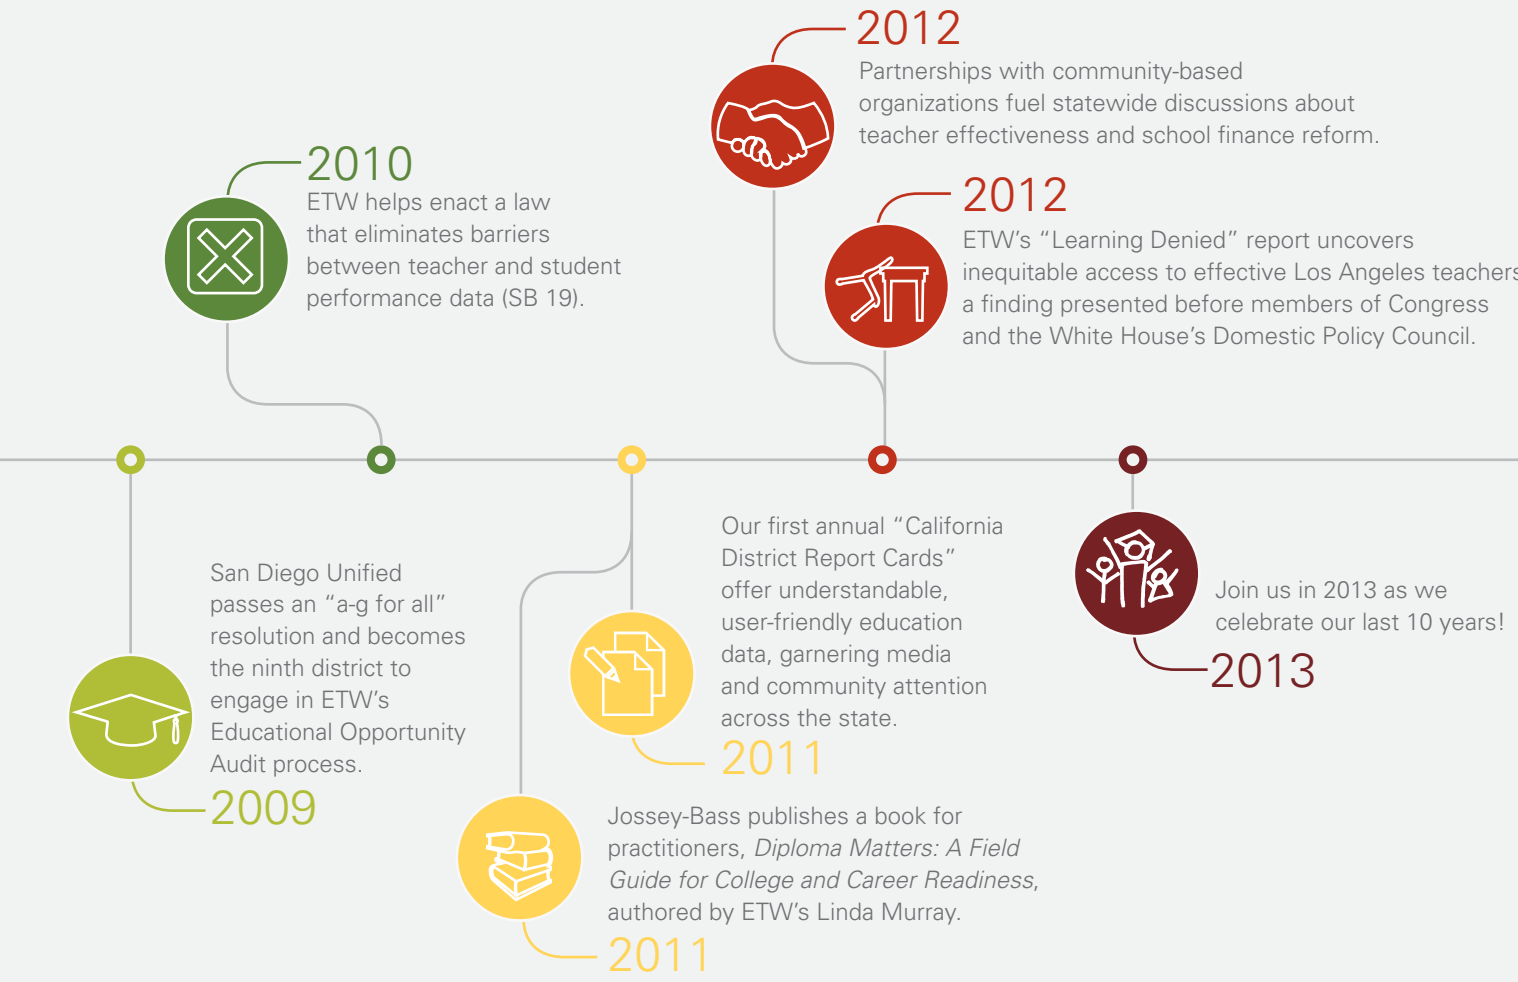 2012
Partnerships with community-based
organizations fuel statewide discussions about
teacher effectiveness and school finance reform.
2010
ETW helps enact a law
that eliminates barriers
between teacher and student
performance data (SB 19).
2012
ETW’s “Learning Denied” report uncovers
inequitable access to effective Los Angeles teachers
a finding presented before members of Congress
and the White House’s Domestic Policy Council.
San Diego Unified
passes an “a-g for all”
resolution and becomes
the ninth district to
engage in ETW’s
Educational Opportunity
Audit process.
2009
Our first annual “California
District Report Cards”
offer understandable,
user-friendly education
data, garnering media
and community attention
across the state.
2011
Jossey-Bass publishes a book for
practitioners, Diploma Matters: A Field
Guide for College and Career Readiness,
authored by ETW’s Linda Murray.
2011
Join us in 2013 as we
celebrate our last 10 years!
2013